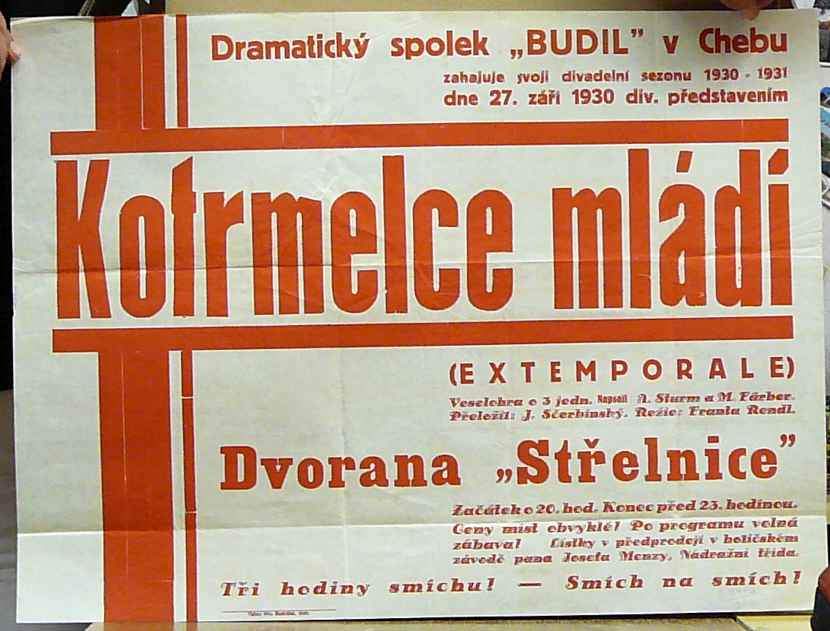 Dramatický spolek „BUDIL” v Chebu
zahajuje svoji divadelní sezonu 1930 - 1931
dne 27. září 1930 div. představením
Kotrmelce mládí
(EXTEMPORALE)
Veselohra o 3 jedn. Napsali A. Sturm a M. Färber.
Přeložil: J. Ščerbinský. Režie: Franta Rendl.
Dvorana „Střelnice”
Začátek o 20. hod. Konec před 23. hodinou.
Ceny míst obvyklé! Po programu volná
zábava! Lístky v předprodeji v holičském
závodě pana Josefa Menzy, Nádražní třída.
Tři hodiny smíchu! — Smích na smích!